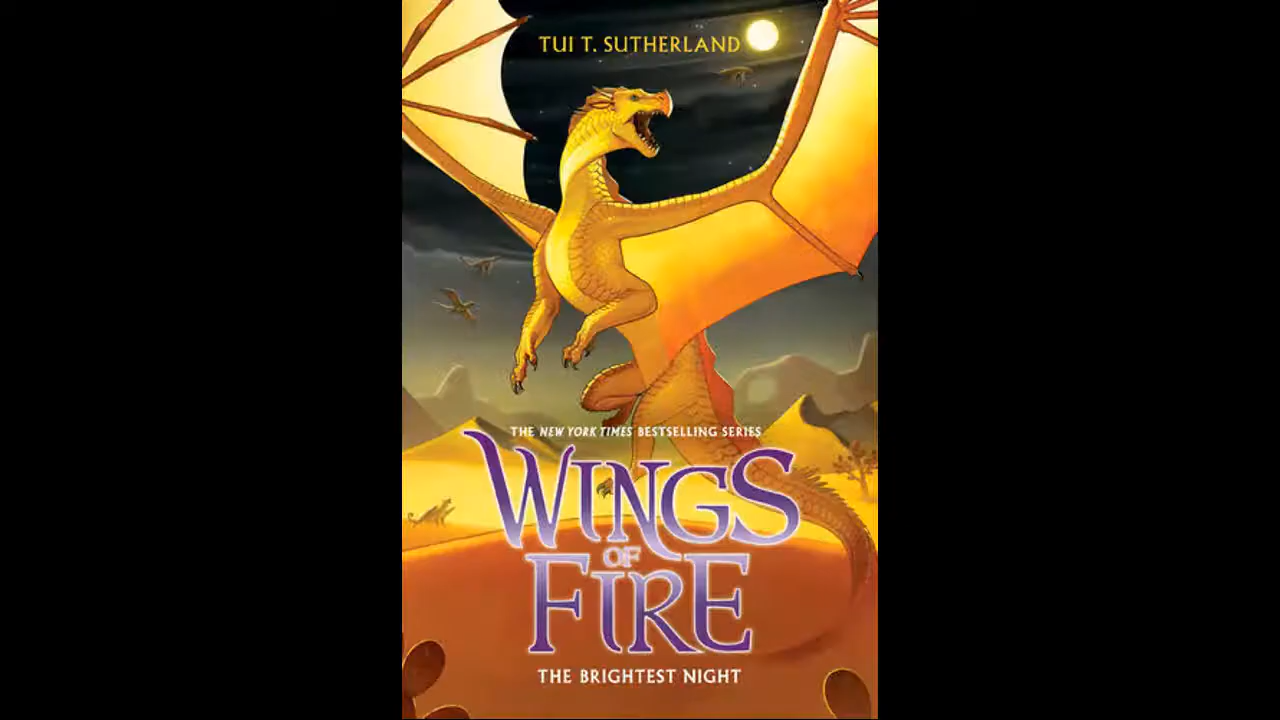 TUI T. SUTHERLAND
THE NEW YORK TIMES BESTSELLING SERIES
WINGS
OF
FIRE
THE BRIGHTEST NIGHT